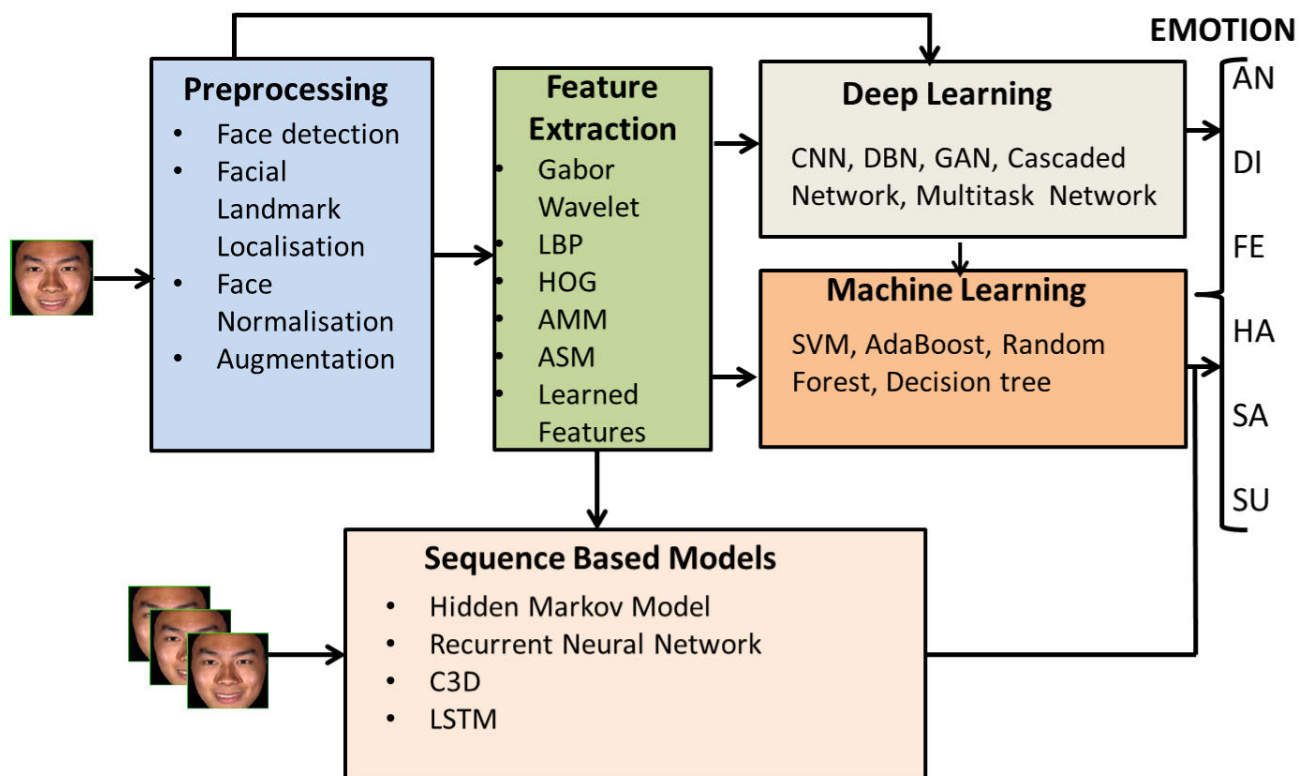 EMOTION
Preprocessing
• Face detection
• Facial
Landmark
Localisation
• Face
Normalisation
• Augmentation
Feature
Extraction
• Gabor
Wavelet
• LBP
• HOG
• AMM
• ASM
• Learned
Features
Deep Learning
CNN, DBN, GAN, Cascaded
Network, Multitask Network
Machine Learning
SVM, AdaBoost, Random
Forest, Decision tree
AN
DI
FE
HA
SA
SU
Sequence Based Models
• Hidden Markov Model
• Recurrent Neural Network
• C3D
• LSTM